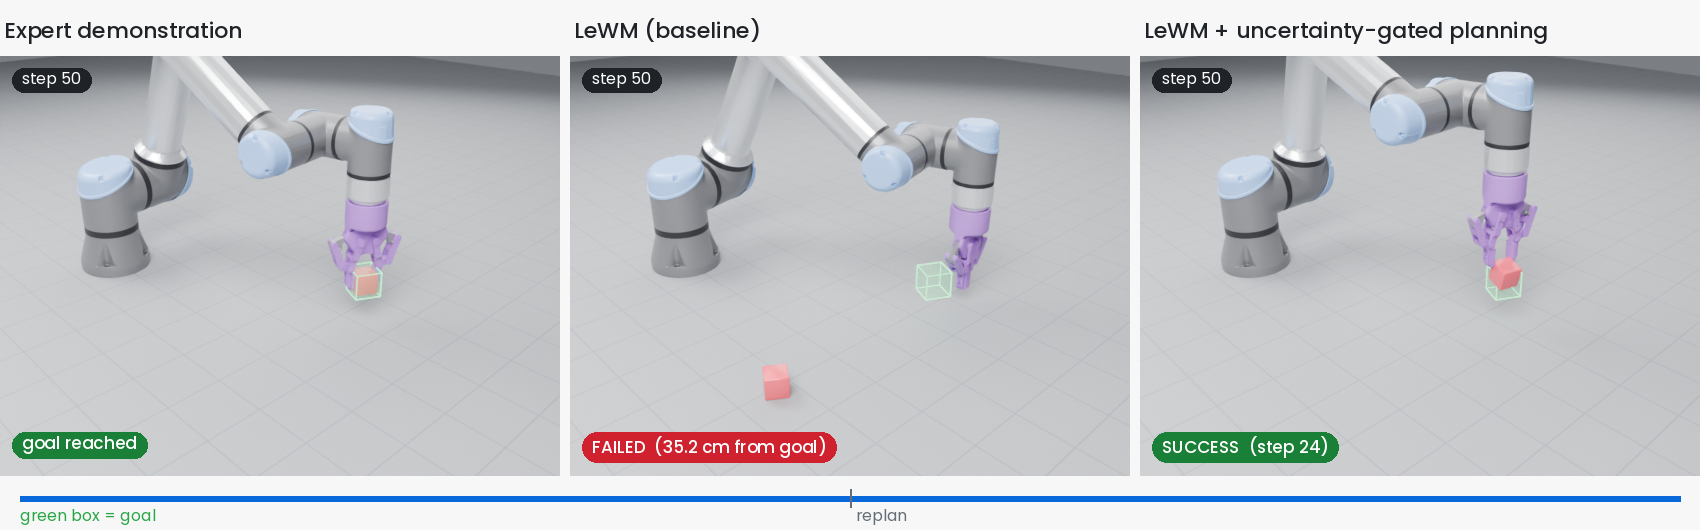 Expert demonstration
LeWM (baseline)
LeWM + uncertainty-gated planning
step 50
step 50
step 50
goal reached
FAILED (35.2 cm from goal)
SUCCESS (step 24)
green box = goal
replan